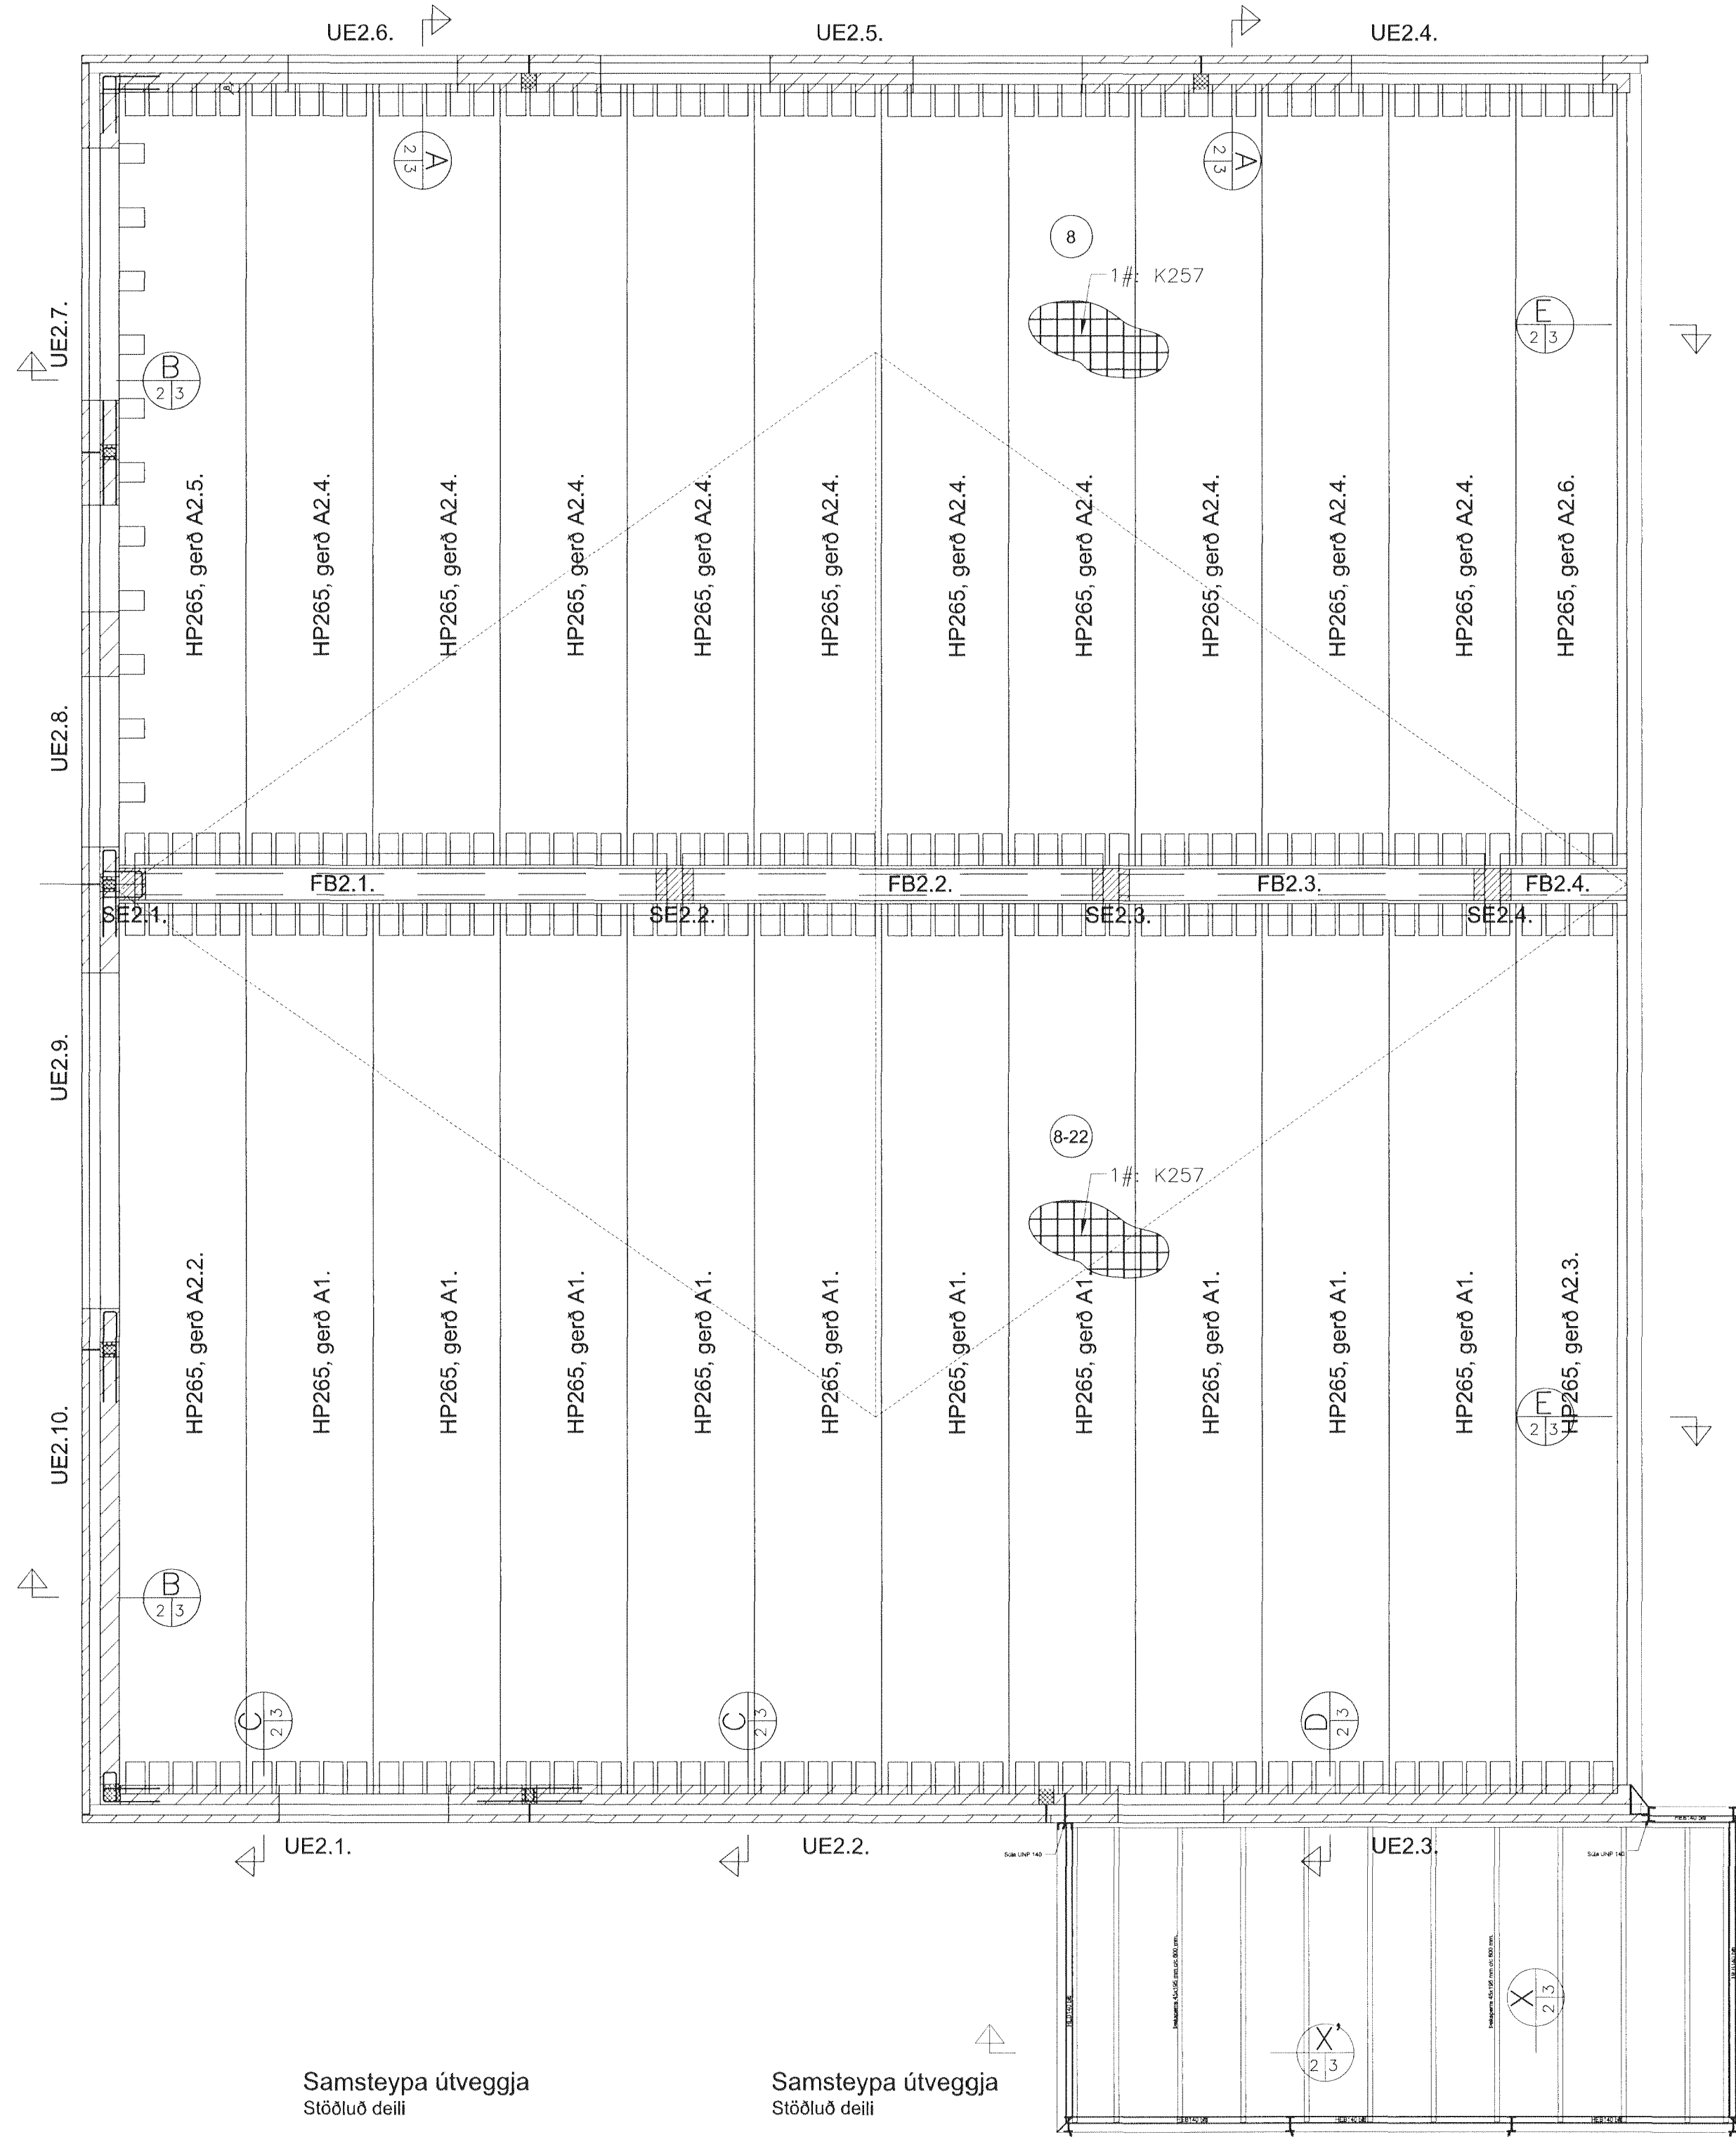 UE2.6.
UE2.5.
UE2.4.
8
A
2 3
A
2 3
8
1#: K257
E
2 3
UE2.7.
B
2 3
HP265, gerð A2.5.
HP265, gerð A2.4.
HP265, gerð A2.4.
HP265, gerð A2.4.
HP265, gerð A2.4.
HP265, gerð A2.4.
HP265, gerð A2.4.
HP265, gerð A2.4.
HP265, gerð A2.4.
HP265, gerð A2.4.
HP265, gerð A2.4.
HP265, gerð A2.6.
UE2.8.
FB2.1.
FB2.2.
FB2.3.
FB2.4.
SE2.1.
SE2.2.
SE2.3.
SE2.4.
UE2.9.
8-22
1#: K257
HP265, gerð A2.2.
HP265, gerð A1.
HP265, gerð A1.
HP265, gerð A1.
HP265, gerð A1.
HP265, gerð A1.
HP265, gerð A1.
HP265, gerð A1.
HP265, gerð A1.
HP265, gerð A1.
HP265, gerð A1.
HP265, gerð A2.3.
E
2 3
UE2.10.
B
2 3
C
2 3
C
2 3
D
2 3
UE2.1.
UE2.2.
UE2.3.
Súla UNP 140
Súla UNP 140
X
2 3
X'
2 3
Samsteypa útveggja
Stöðluð deili
Samsteypa útveggja
Stöðluð deili